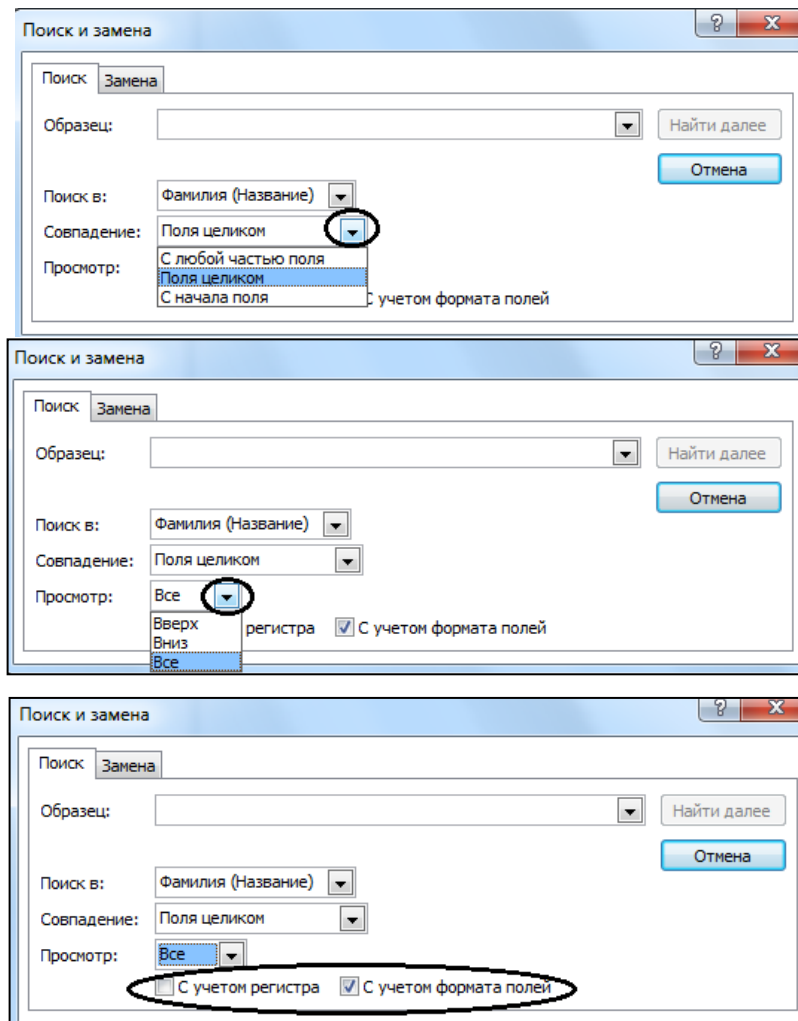 Поиск и замена
?
X
Поиск Замена
Образец: Найти далее
Отмена
Поиск в: Фамилия (Название)
Совпадение: Поля целиком
С любой частью поля
Просмотр: Поля целиком
С начала поля С учетом формата полей
Поиск и замена
?
X
Поиск Замена
Образец: Найти далее
Отмена
Поиск в: Фамилия (Название)
Совпадение: Поля целиком
Просмотр: Все
Вверх регистра С учетом формата полей
Вниз
Все
Поиск и замена
?
X
Поиск Замена
Образец: Найти далее
Отмена
Поиск в: Фамилия (Название)
Совпадение: Поля целиком
Просмотр: Все
С учетом регистра С учетом формата полей